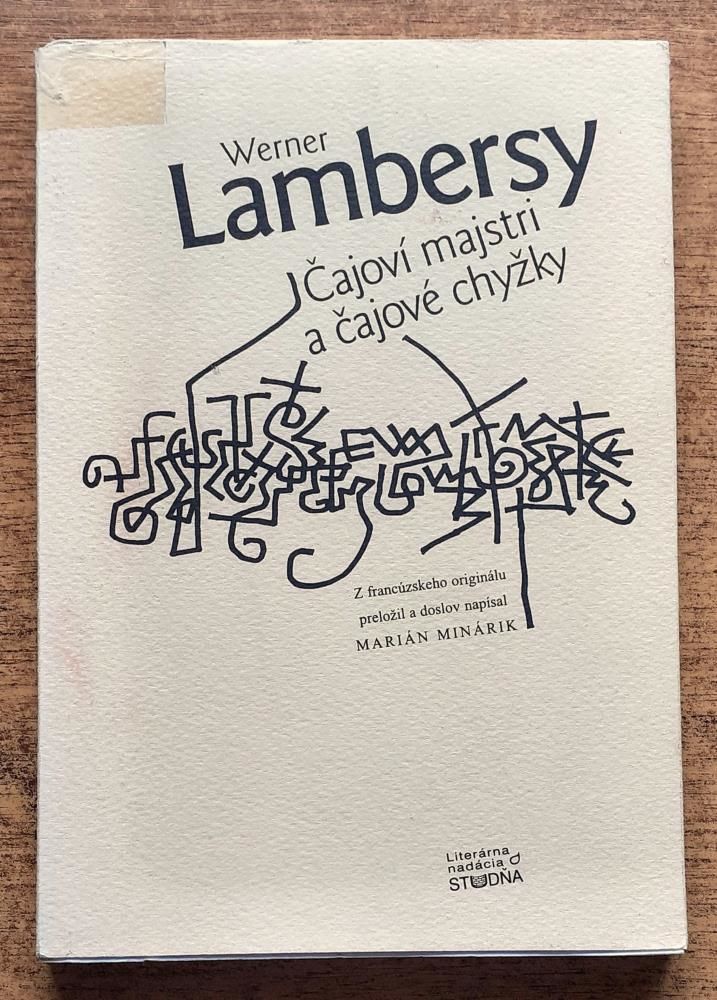 Werner
Lambersy
Čajoví majstri
a čajové chyžky
Z francúzskeho originálu
preložil a doslov napísal
MARIÁN MINÁRIK
Literárna
nadácia
STUDŇA